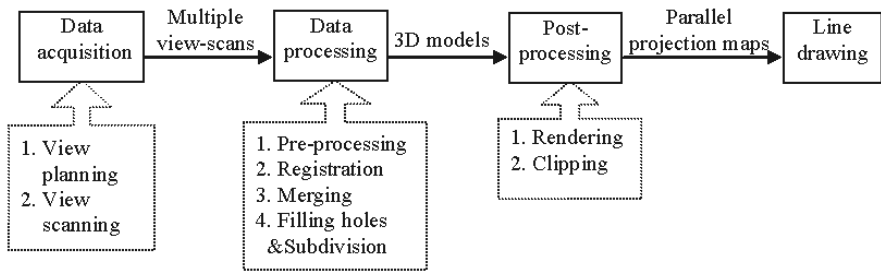 Data
acquisition
Multiple
view-scans
Data
processing
3D models
Post-
processing
Parallel
projection maps
Line
drawing
1. View
planning
2. View
scanning
1. Pre-processing
2. Registration
3. Merging
4. Filling holes
&Subdivision
1. Rendering
2. Clipping